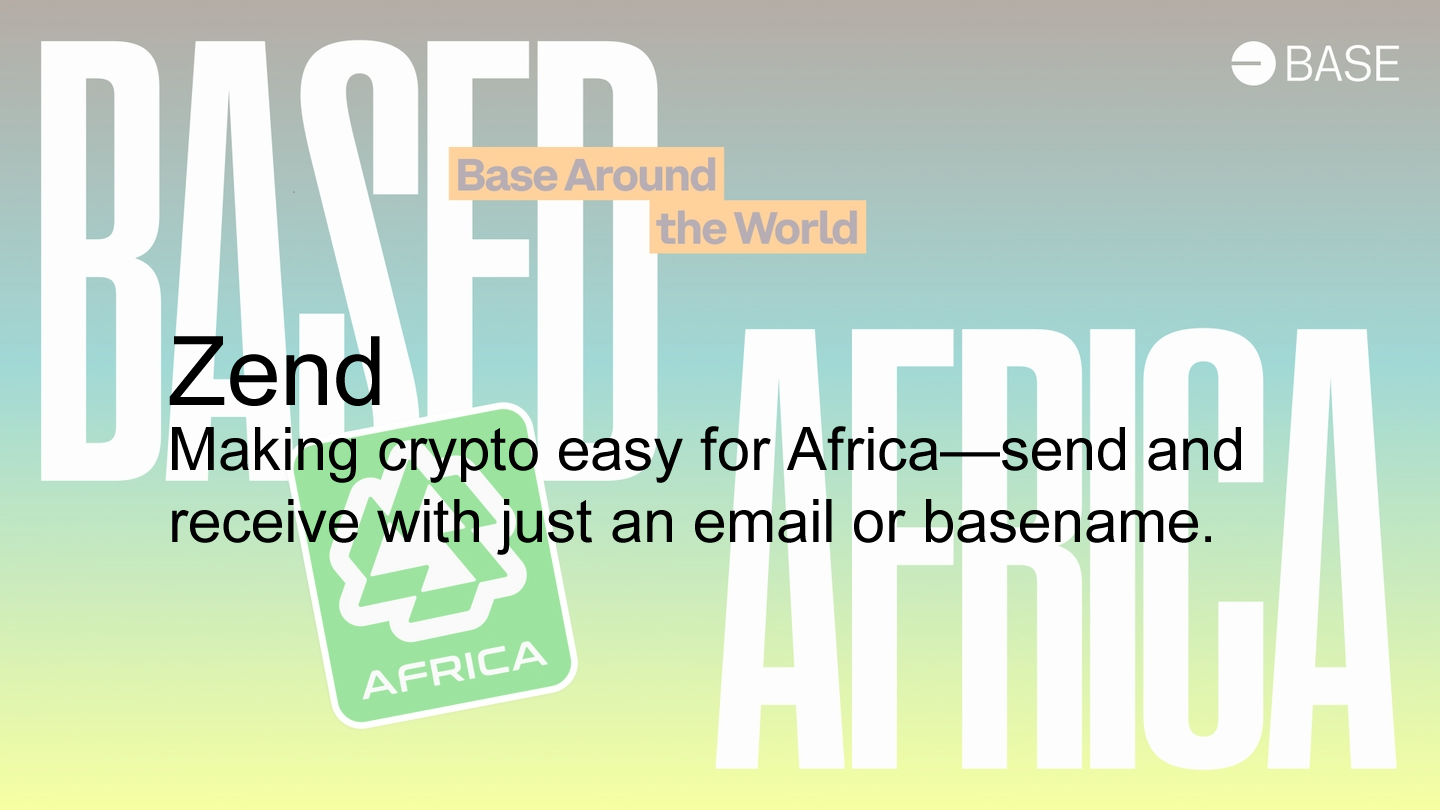 BASED
BASE
Base Around
the World
Zend
Making crypto easy for Africa—send and
receive with just an email or basename.
AFRICA
AFRICA